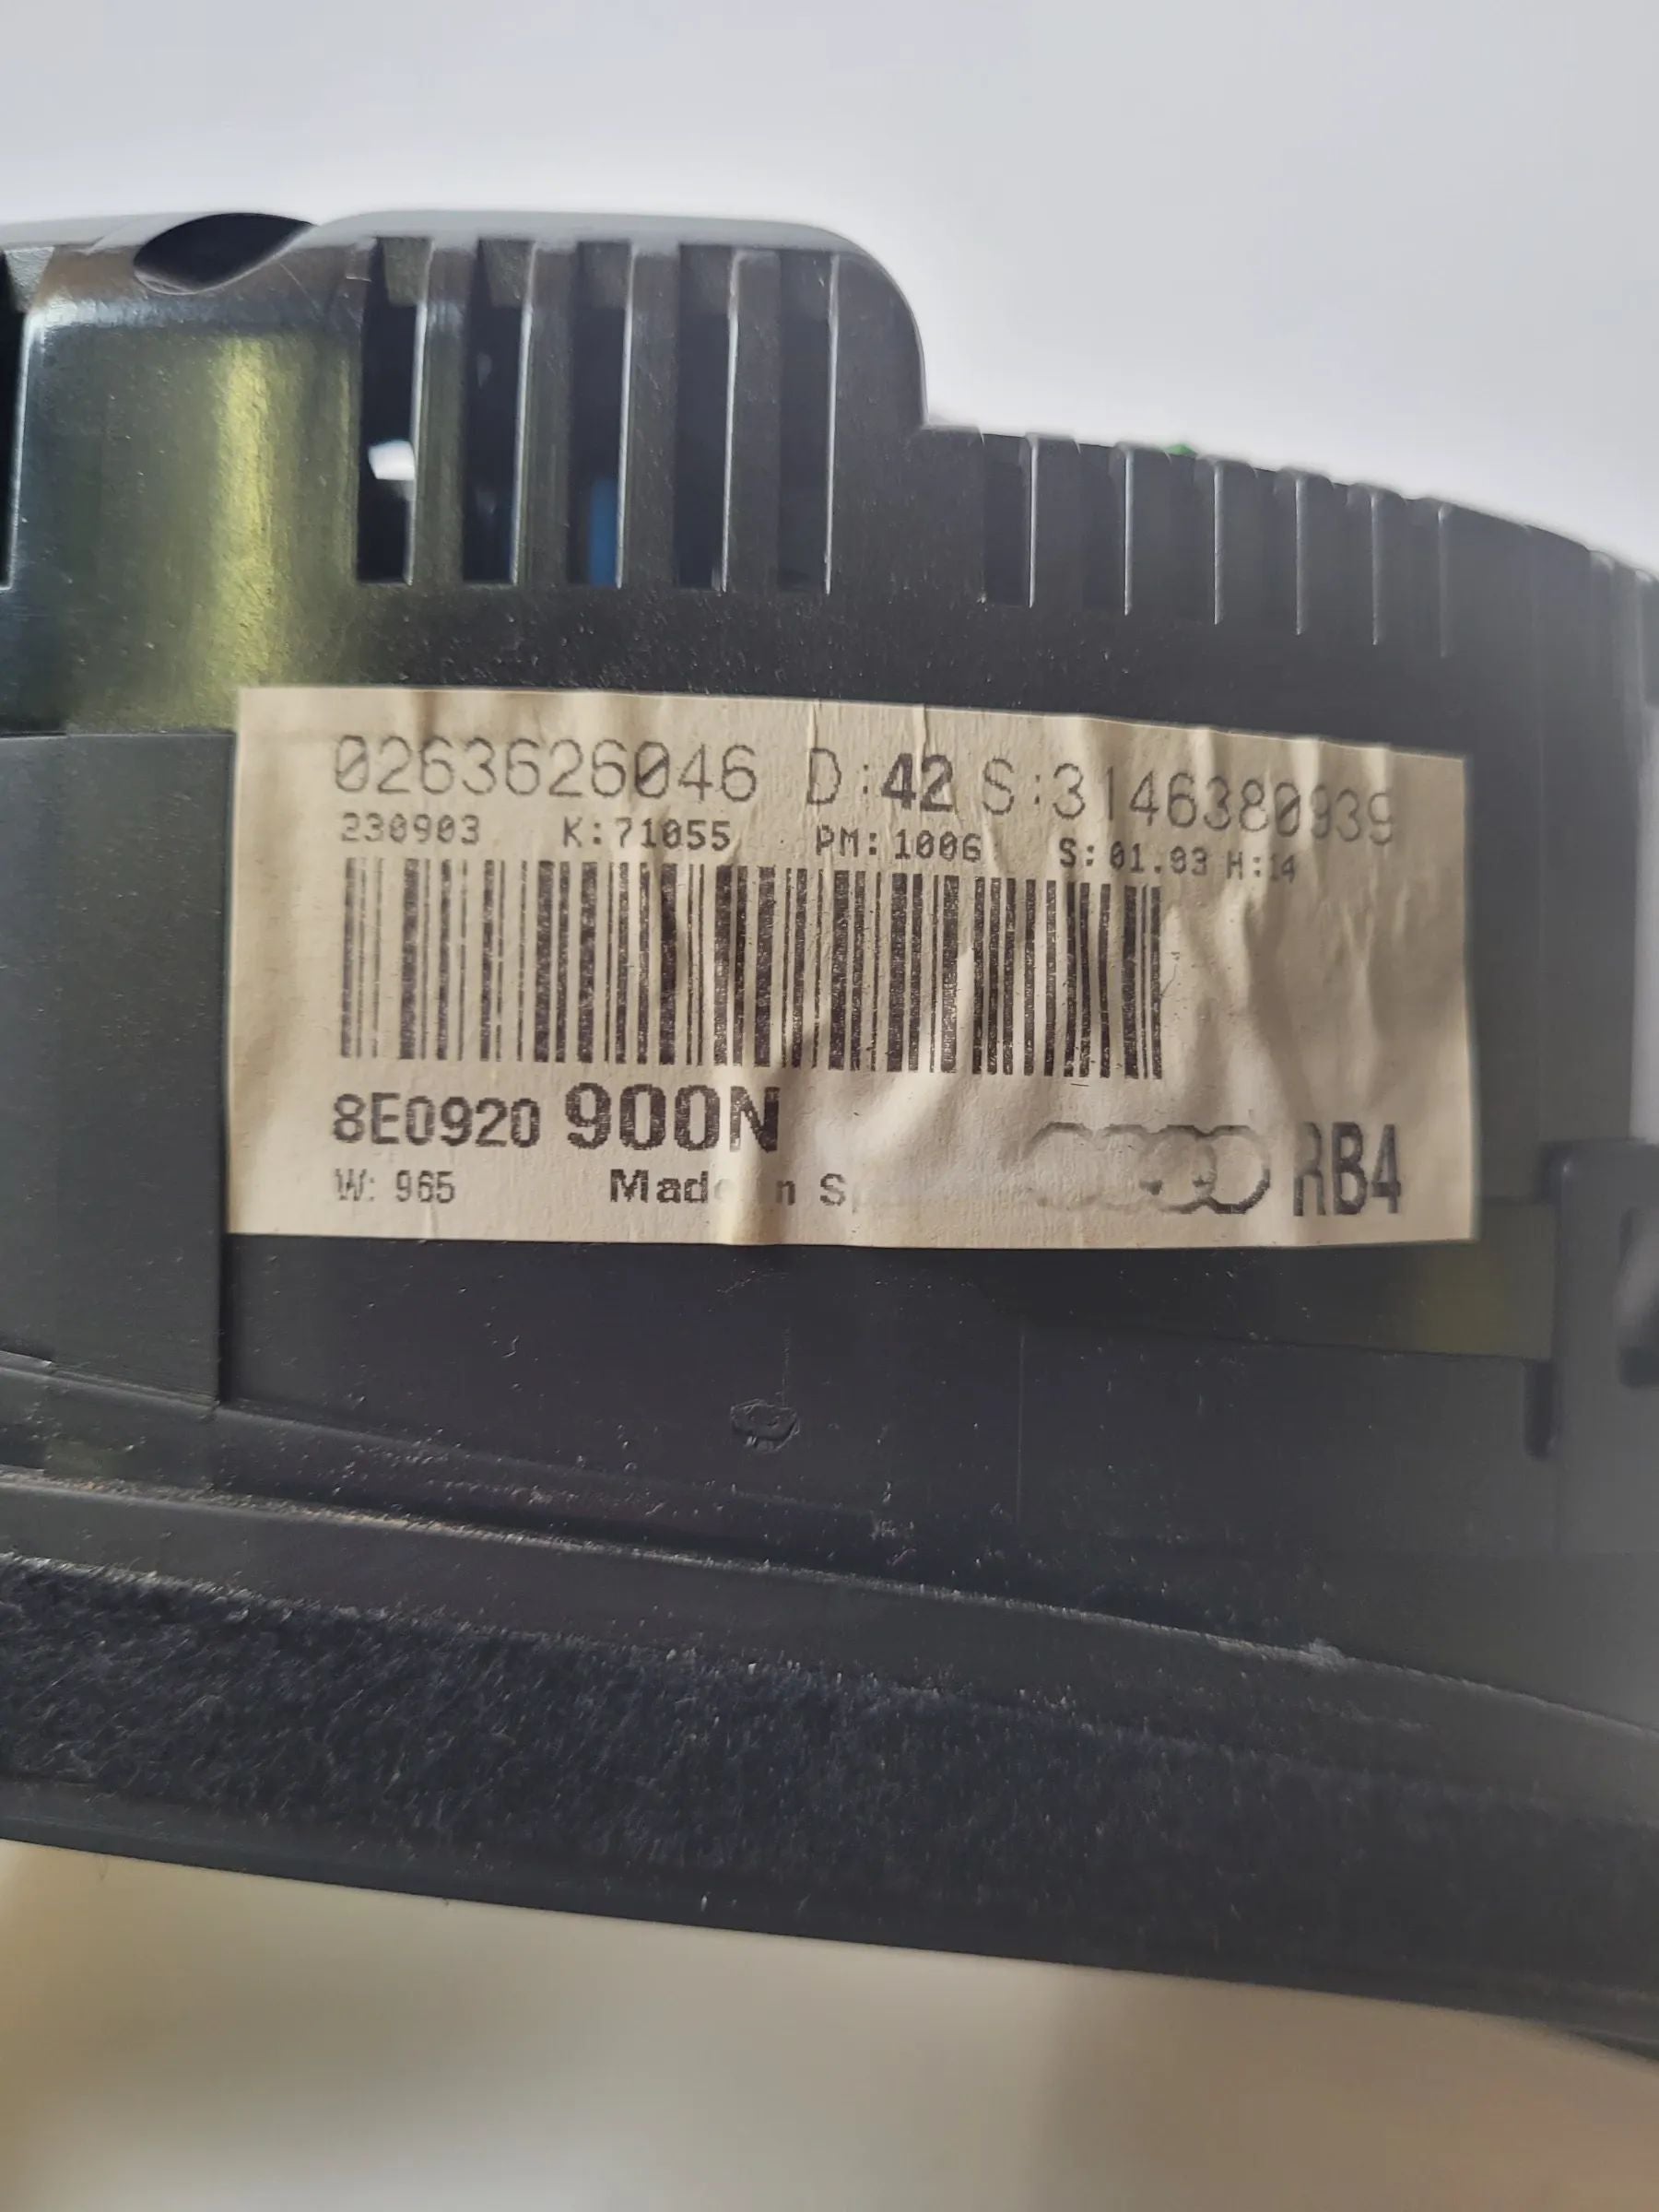 0263626046 D:42 S:3146380939
230903 K:71055 PM:1006 S:01.03 H:14
8E0920 900N
W: 965 Made in RB4